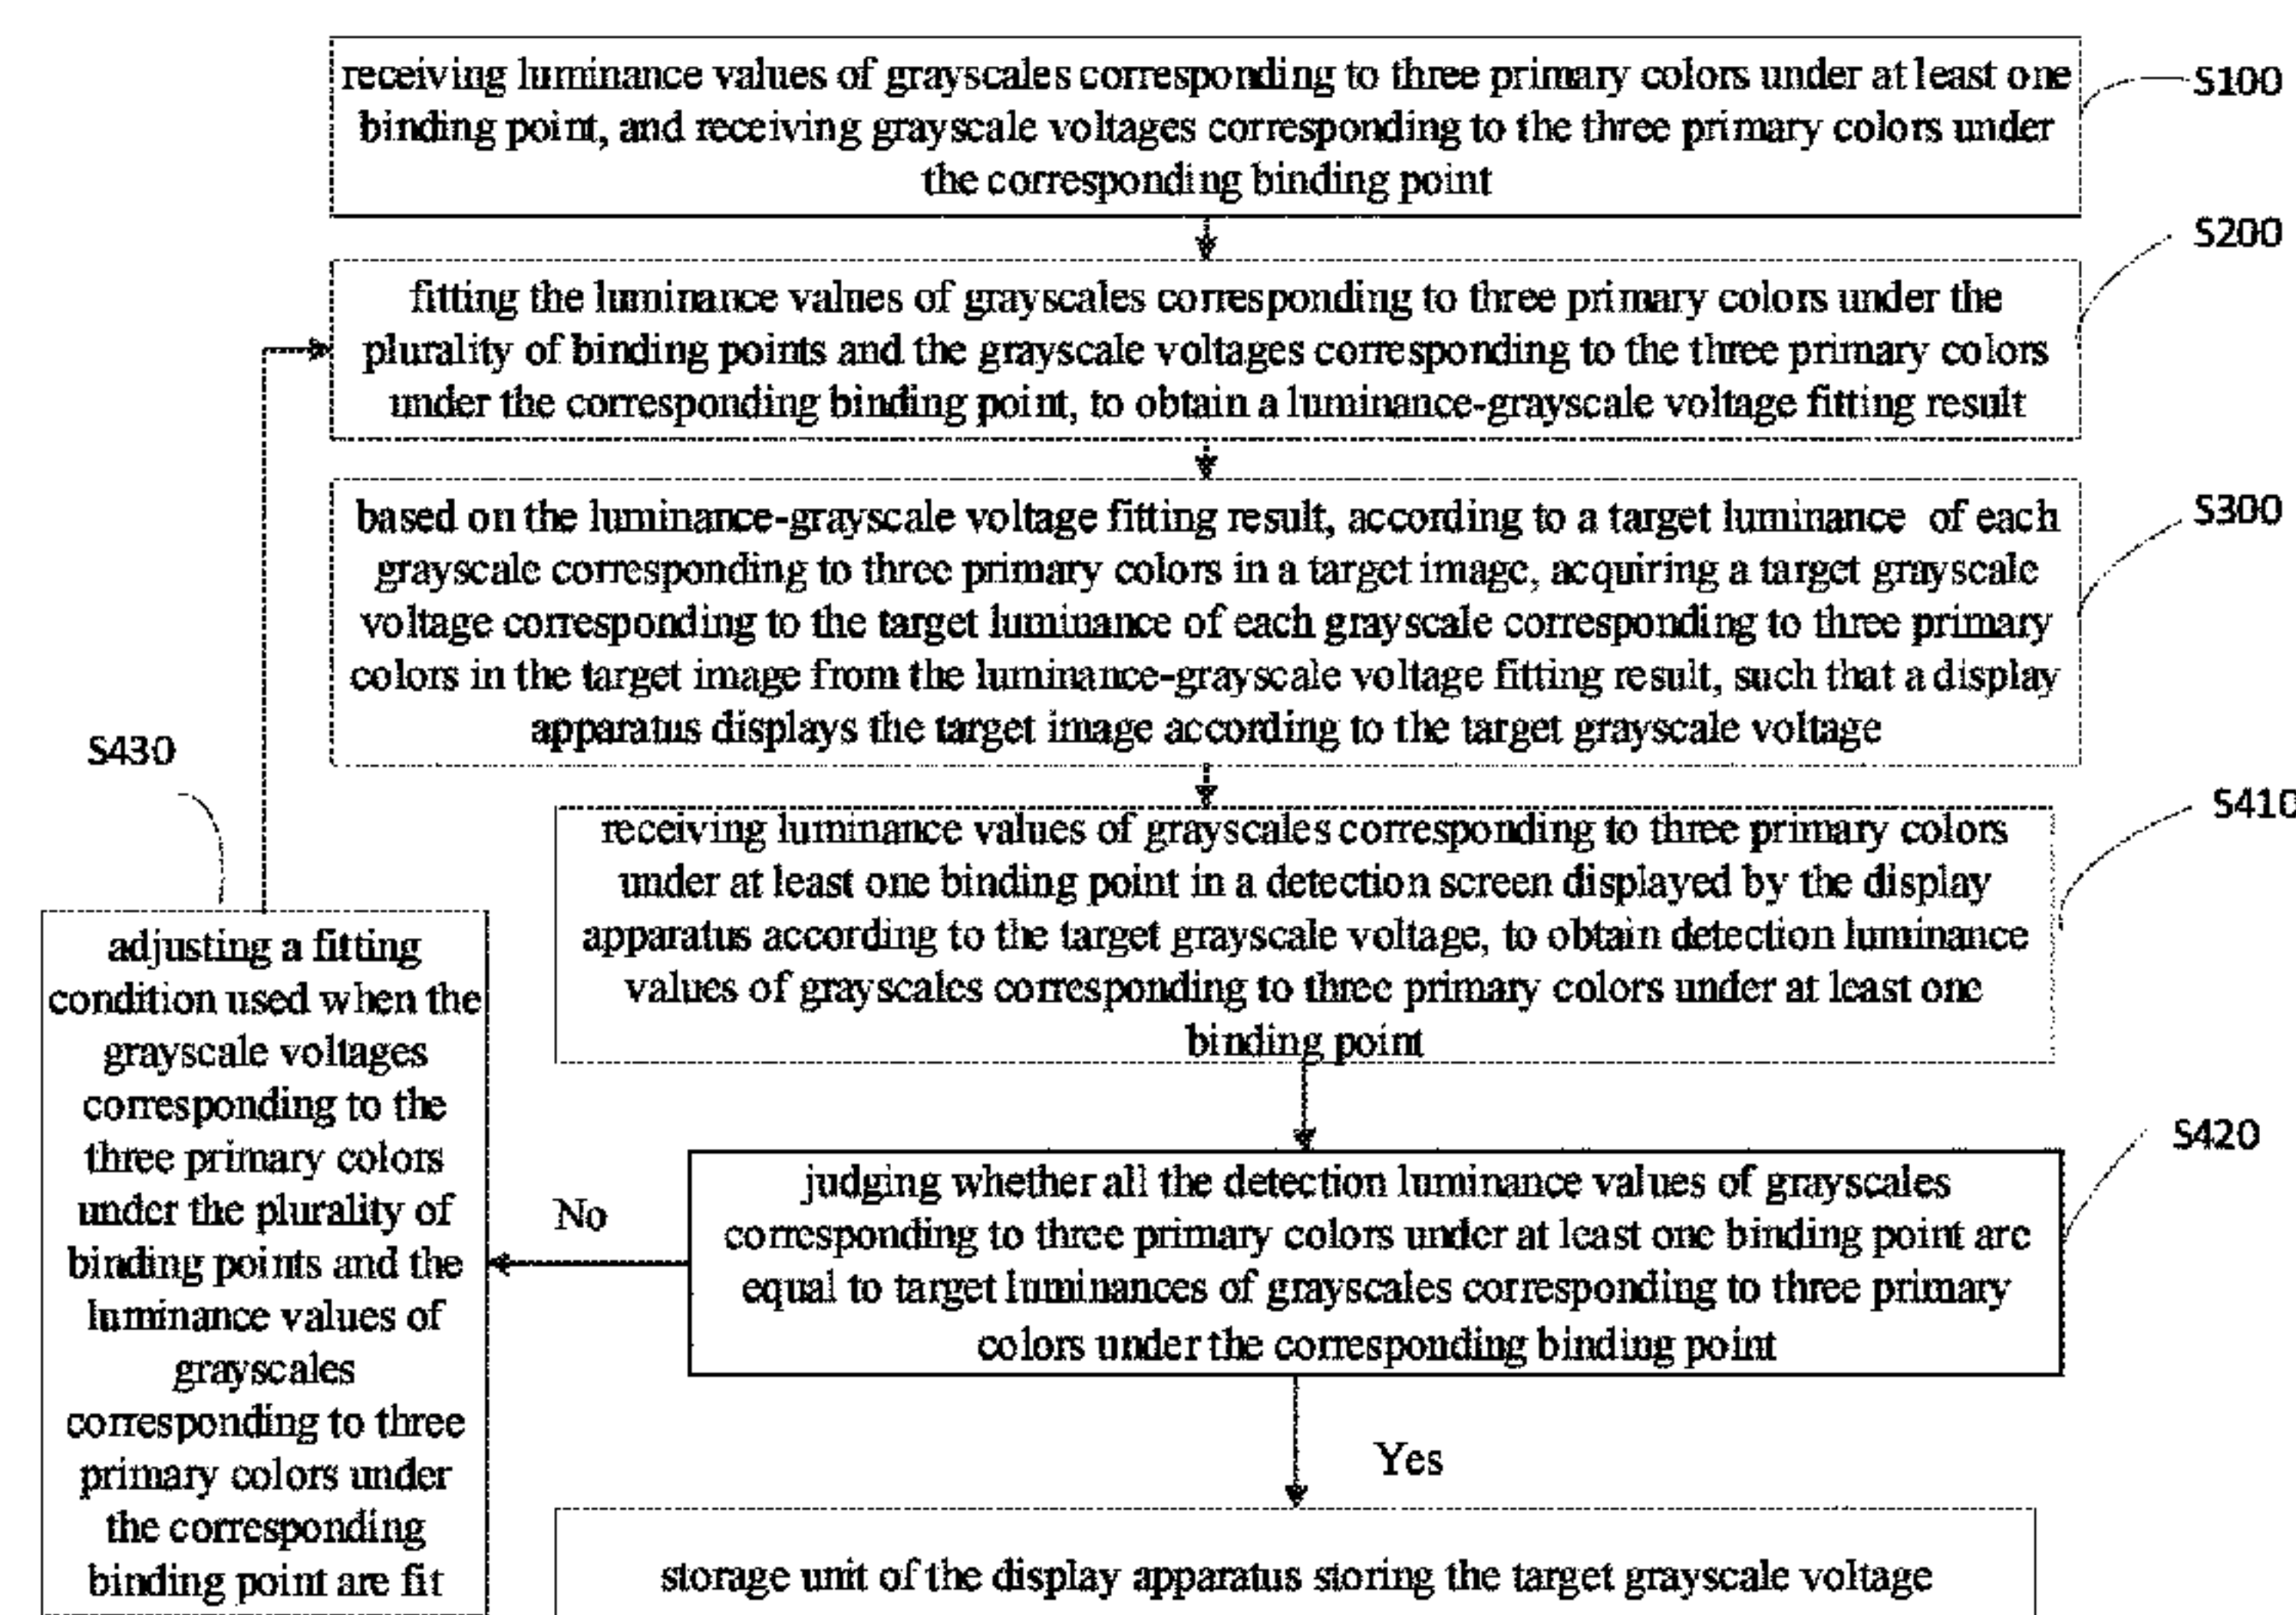 receiving luminance values of grayscales corresponding to three primary colors under at least one
binding point, and receiving grayscale voltages corresponding to the three primary colors under
the corresponding binding point
S100
fitting the luminance values of grayscales corresponding to three primary colors under the
plurality of binding points and the grayscale voltages corresponding to the three primary colors
under the corresponding binding point, to obtain a luminance-grayscale voltage fitting result
S200
based on the luminance-grayscale voltage fitting result, according to a target luminance of each
grayscale corresponding to three primary colors in a target image, acquiring a target grayscale
voltage corresponding to the target luminance of each grayscale corresponding to three primary
colors in the target image from the luminance-grayscale voltage fitting result, such that a display
apparatus displays the target image according to the target grayscale voltage
S300
receiving luminance values of grayscales corresponding to three primary colors
under at least one binding point in a detection screen displayed by the display
apparatus according to the target grayscale voltage, to obtain detection luminance
values of grayscales corresponding to three primary colors under at least one
binding point
S410
judging whether all the detection luminance values of grayscales
corresponding to three primary colors under at least one binding point are
equal to target luminances of grayscales corresponding to three primary
colors under the corresponding binding point
S420
No
S430
adjusting a fitting
condition used when the
grayscale voltages
corresponding to the
three primary colors
under the plurality of
binding points and the
luminance values of
grayscales
corresponding to three
primary colors under
the corresponding
binding point are fit
Yes
storage unit of the display apparatus storing the target grayscale voltage